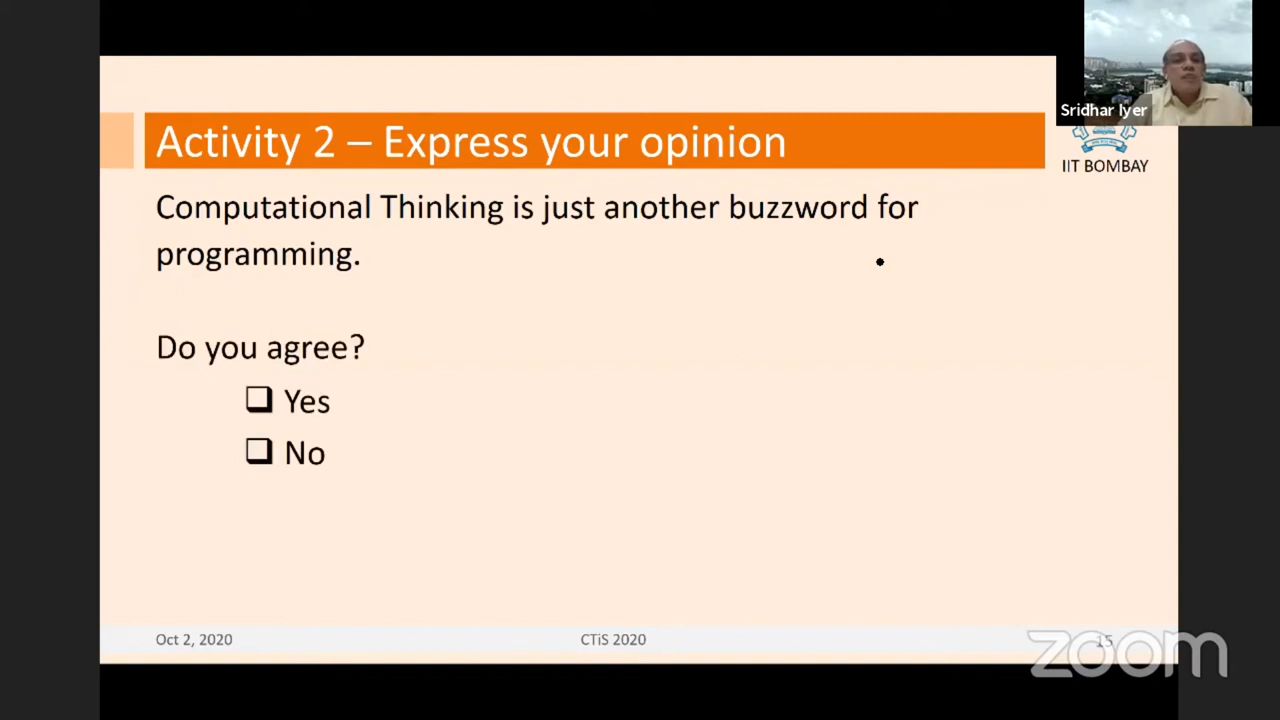 Sridhar Iyer
Activity 2 – Express your opinion
IIT BOMBAY
Computational Thinking is just another buzzword for
programming.
Do you agree?
Yes
No
Oct 2, 2020
CTiS 2020
15
zoom